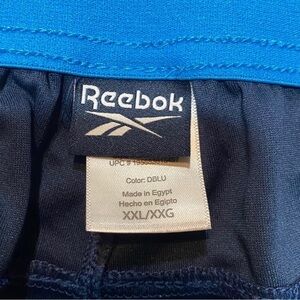 Reebok
UPC #
Color: DBLU
Made in Egypt
Hecho en Egipto
XXL/XXG